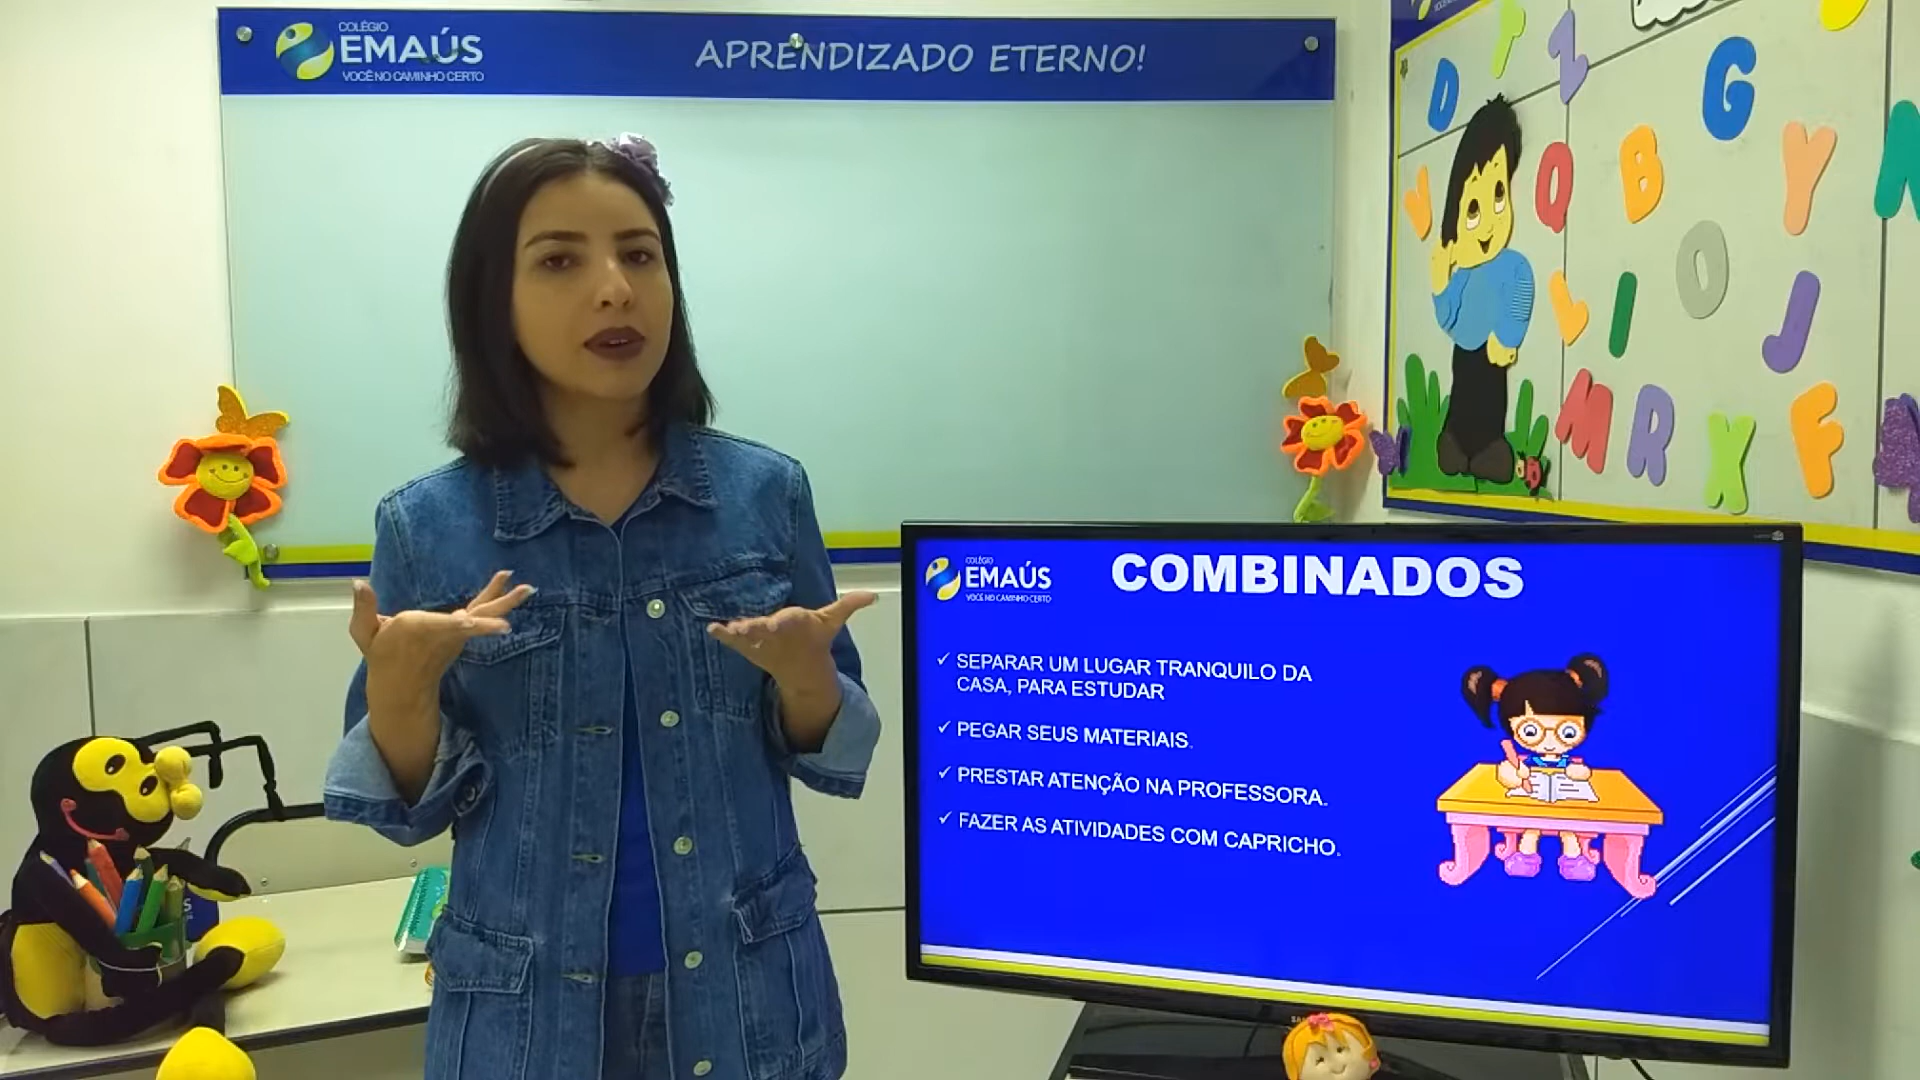 COLÉGIO
EMAÚS
VOCÊ NO CAMINHO CERTO
APRENDIZADO ETERNO!
D
Z
G
V
Q
B
Y
O
L
I
J
M
R
X
F
COLÉGIO
EMAÚS
VOCÊ NO CAMINHO CERTO
COMBINADOS
✓ SEPARAR UM LUGAR TRANQUILO DA
CASA, PARA ESTUDAR
✓ PEGAR SEUS MATERIAIS.
✓ PRESTAR ATENÇÃO NA PROFESSORA.
✓ FAZER AS ATIVIDADES COM CAPRICHO.